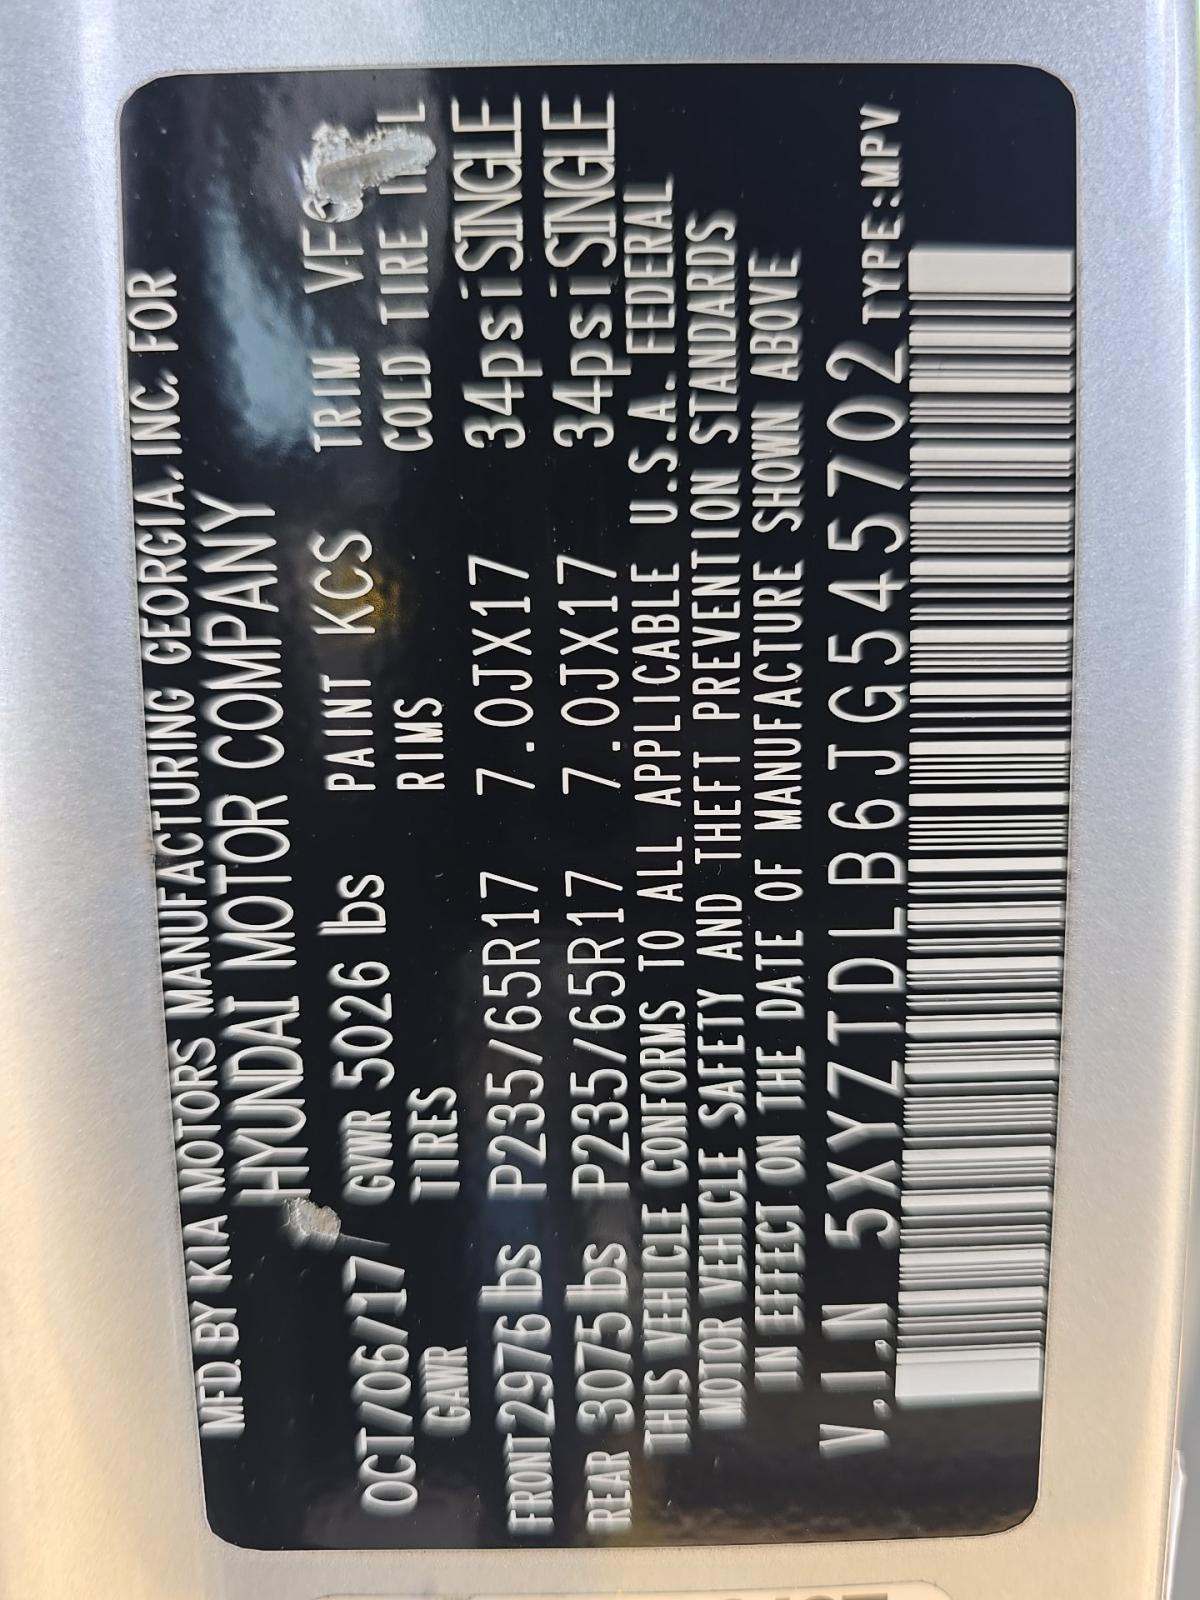 MFD. BY KIA MOTORS MANUFACTURING GEORGIA, INC. FOR
HYUNDAI MOTOR COMPANY
OCT/06/17 GVWR 5026 lbs PAINT KCS TRIM
GAWR TIRES RIMS COLD TIRE
FRONT 2976 lbs P235/65R17 7.0JX17 34psi SINGLE
REAR 3075 lbs P235/65R17 7.0JX17 34psi SINGLE
THIS VEHICLE CONFORMS TO ALL APPLICABLE U.S.A. FEDERAL
MOTOR VEHICLE SAFETY AND THEFT PREVENTION STANDARDS
IN EFFECT ON THE DATE OF MANUFACTURE SHOWN ABOVE
V.I.N 5XYZTDLB6JG545702 TYPE:MPV